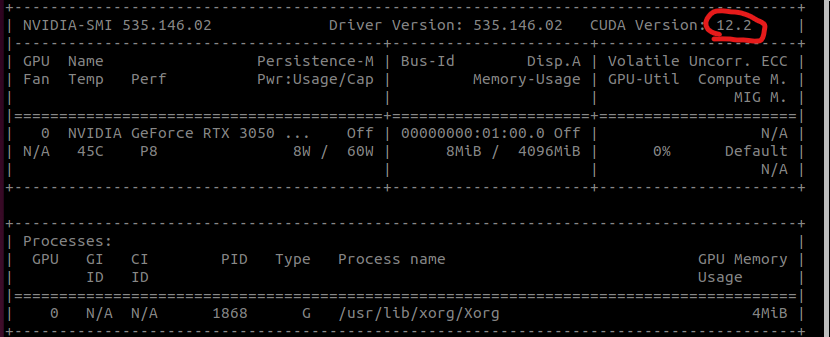 NVIDIA-SMI 535.146.02 Driver Version: 535.146.02 CUDA Version: 12.2
GPU Name Persistence-M | Bus-Id Disp.A | Volatile Uncorr. ECC
Fan Temp Perf Pwr:Usage/Cap | Memory-Usage | GPU-Util Compute M.
MIG M.
0 NVIDIA GeForce RTX 3050 ... Off | 00000000:01:00.0 Off | N/A
N/A 45C P8 8W / 60W | 8MiB / 4096MiB | 0% Default
N/A
Processes:
GPU GI CI PID Type Process name GPU Memory
ID ID Usage
0 N/A N/A 1868 G /usr/lib/xorg/Xorg 4MiB